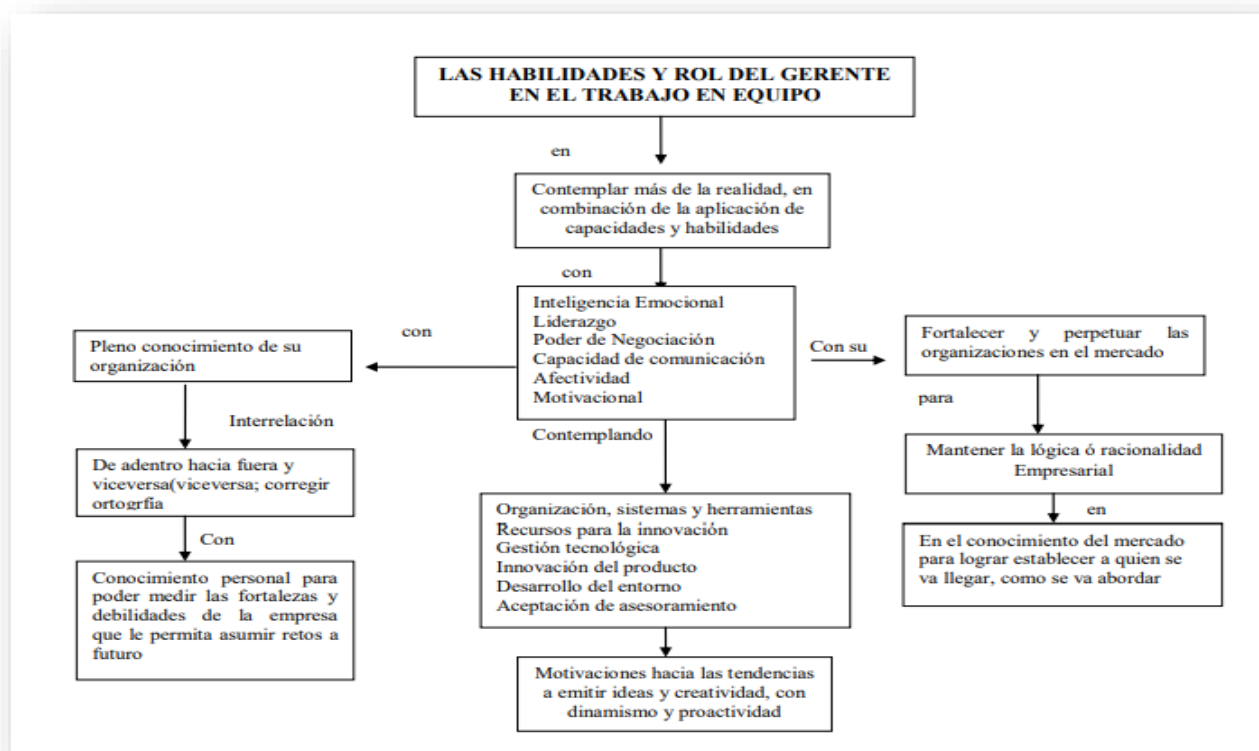 LAS HABILIDADES Y ROL DEL GERENTE
EN EL TRABAJO EN EQUIPO
en
Contemplar más de la realidad, en
combinación de la aplicación de
capacidades y habilidades
con
Inteligencia Emocional
Liderazgo
Poder de Negociación
Capacidad de comunicación
Afectividad
Motivacional
con
Pleno conocimiento de su
organización
Interrelación
De adentro hacia fuera y
viceversa(viceversa; corregir
ortogrfía
Con
Conocimiento personal para
poder medir las fortalezas y
debilidades de la empresa
que le permita asumir retos a
futuro
Contemplando
Organización, sistemas y herramientas
Recursos para la innovación
Gestión tecnológica
Innovación del producto
Desarrollo del entorno
Aceptación de asesoramiento
Motivaciones hacia las tendencias
a emitir ideas y creatividad, con
dinamismo y proactividad
Con su
Fortalecer y perpetuar las
organizaciones en el mercado
para
Mantener la lógica ó racionalidad
Empresarial
en
En el conocimiento del mercado
para lograr establecer a quien se
va llegar, como se va abordar